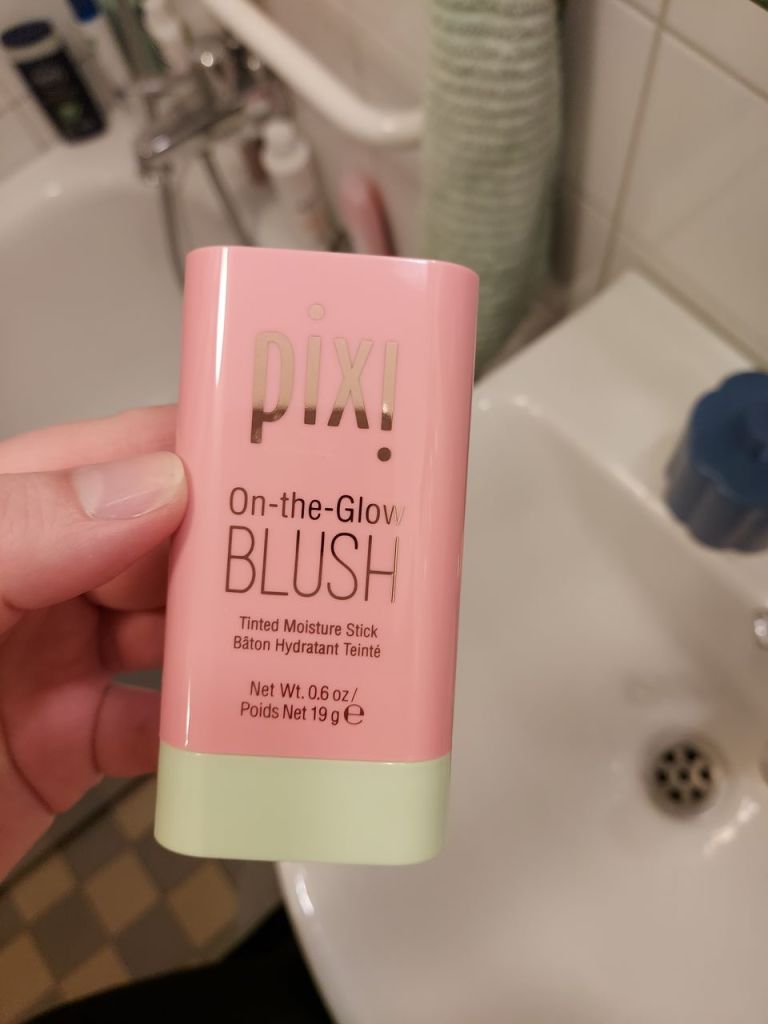 pixi
On-the-Glow
BLUSH
Tinted Moisture Stick
Bâton Hydratant Teinté
Net Wt. 0.6 oz/
Poids Net 19 g ℮